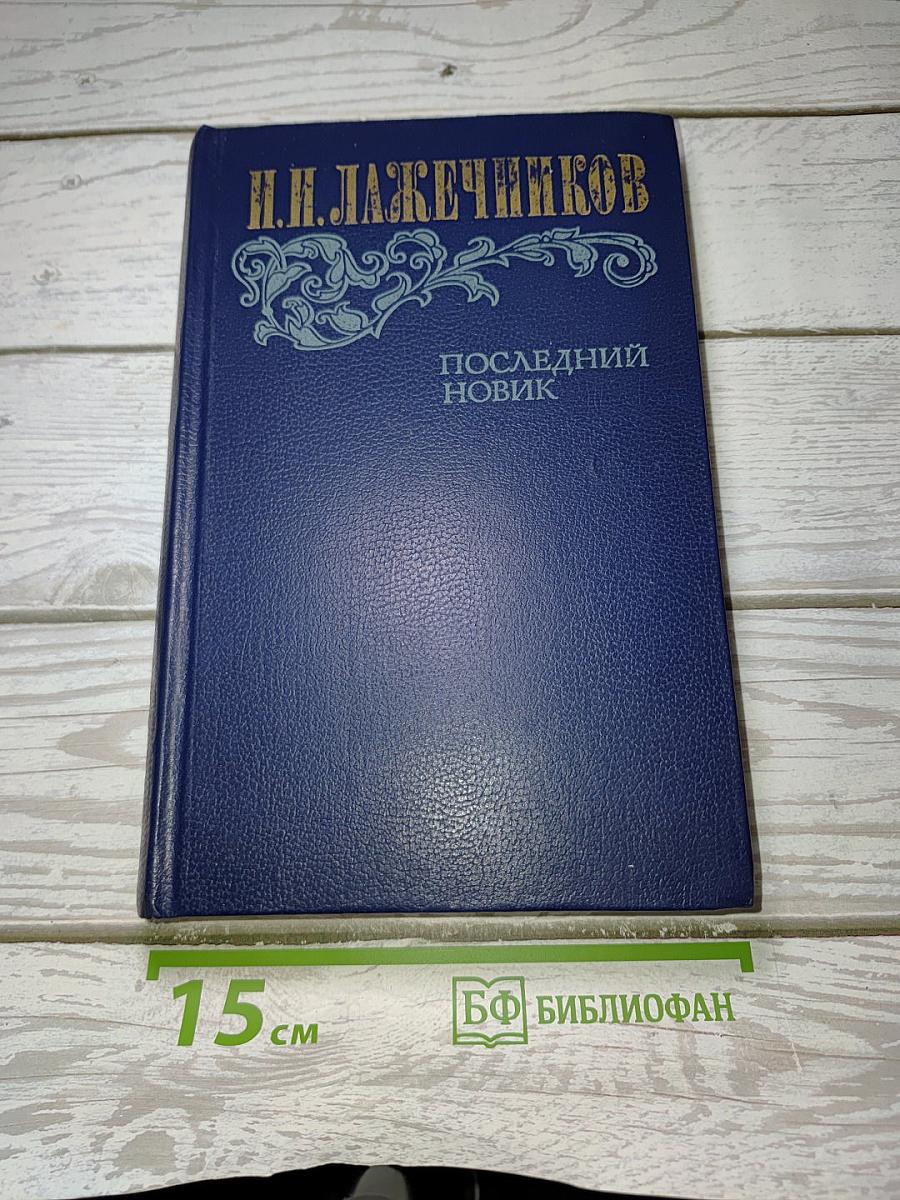 И.И.ЛАЖЕЧНИКОВ
ПОСЛЕДНИЙ
НОВИК
15 см
БФ БИБЛИОФАН